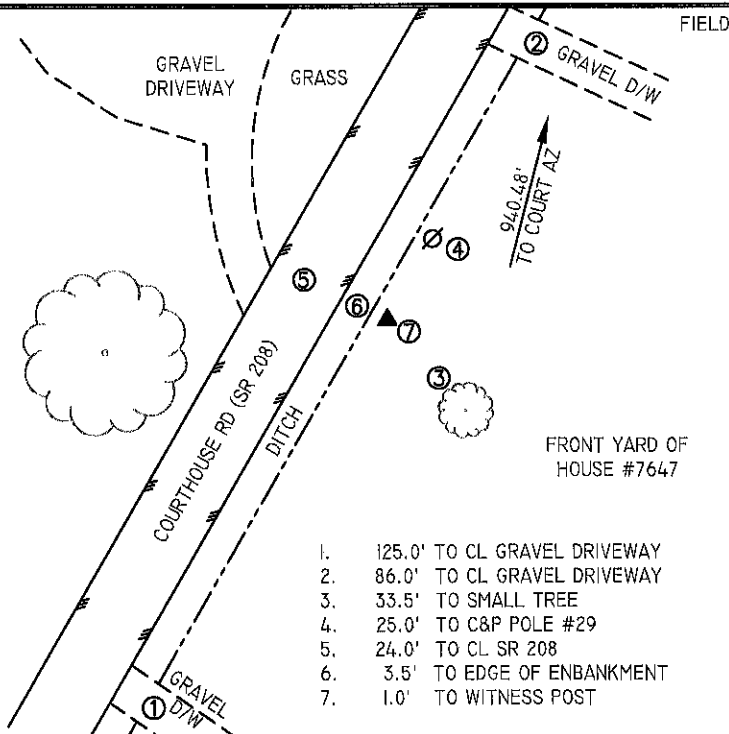 FIELD
②
GRAVEL D/W
GRAVEL
DRIVEWAY
GRASS
940.48'
TO COURT AZ
④
⑤
⑥
⑦
③
COURTHOUSE RD (SR 208)
DITCH
FRONT YARD OF
HOUSE #7647
1. 125.0' TO CL GRAVEL DRIVEWAY
2. 86.0' TO CL GRAVEL DRIVEWAY
3. 33.5' TO SMALL TREE
4. 25.0' TO C&P POLE #29
5. 24.0' TO CL SR 208
6. 3.5' TO EDGE OF ENBANKMENT
7. 1.0' TO WITNESS POST
GRAVEL
D/W
①